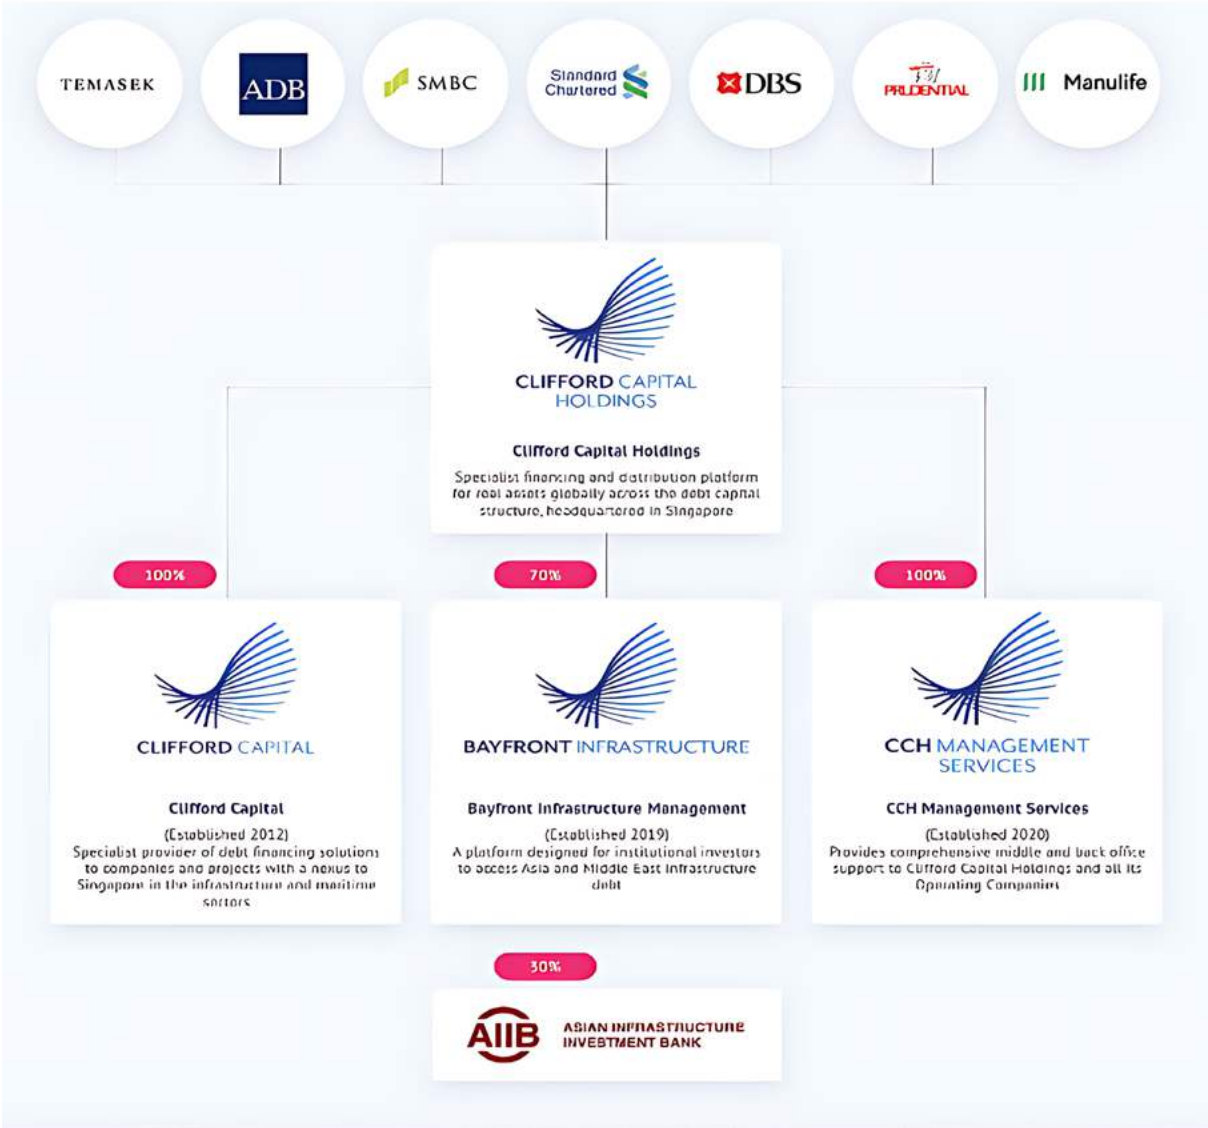 TEMASEK
ADB
SMBC
Standard
Chartered
DBS
PRUDENTIAL
Manulife
CLIFFORD CAPITAL
HOLDINGS
Clifford Capital Holdings
Specialist financing and distribution platform
for real assets globally across the debt capital
structure, headquartered in Singapore
100%
70%
100%
CLIFFORD CAPITAL
Clifford Capital
(Established 2012)
Specialist provider of debt financing solutions
to companies and projects with a nexus to
Singapore in the infrastructure and maritime
sectors
BAYFRONT INFRASTRUCTURE
Bayfront Infrastructure Management
(Established 2019)
A platform designed for institutional investors
to access Asia and Middle East Infrastructure
debt
CCH MANAGEMENT
SERVICES
CCH Management Services
(Established 2020)
Provides comprehensive middle and back office
support to Clifford Capital Holdings and all its
Operating Companies
30%
AIIB
ASIAN INFRASTRUCTURE
INVESTMENT BANK